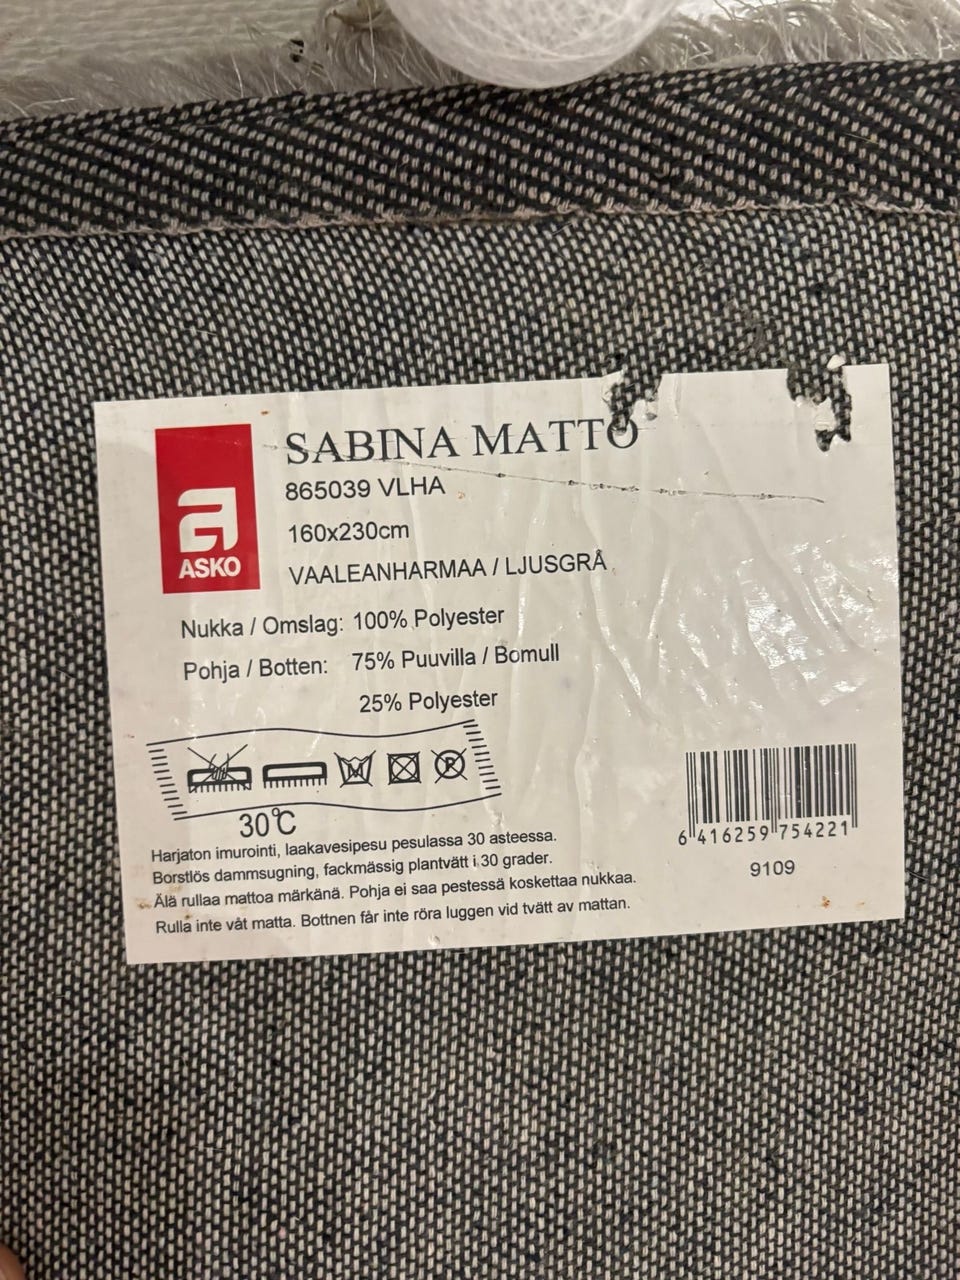 SABINA MATTO
865039 VLHA
160x230cm
VAALEANHARMAA / LJUSGRÅ
ASKO
Nukka / Omslag: 100% Polyester
Pohja / Botten: 75% Puuvilla / Bomull
25% Polyester
30°C
Harjaton imurointi, laakavesipesu pesulassa 30 asteessa.
Borstlös dammsugning, fackmässig plantvätt i 30 grader.
Älä rullaa mattoa märkänä. Pohja ei saa pestessä koskettaa nukkaa.
Rulla inte våt matta. Bottnen får inte röra luggen vid tvätt av mattan.
6 416259 754221
9109